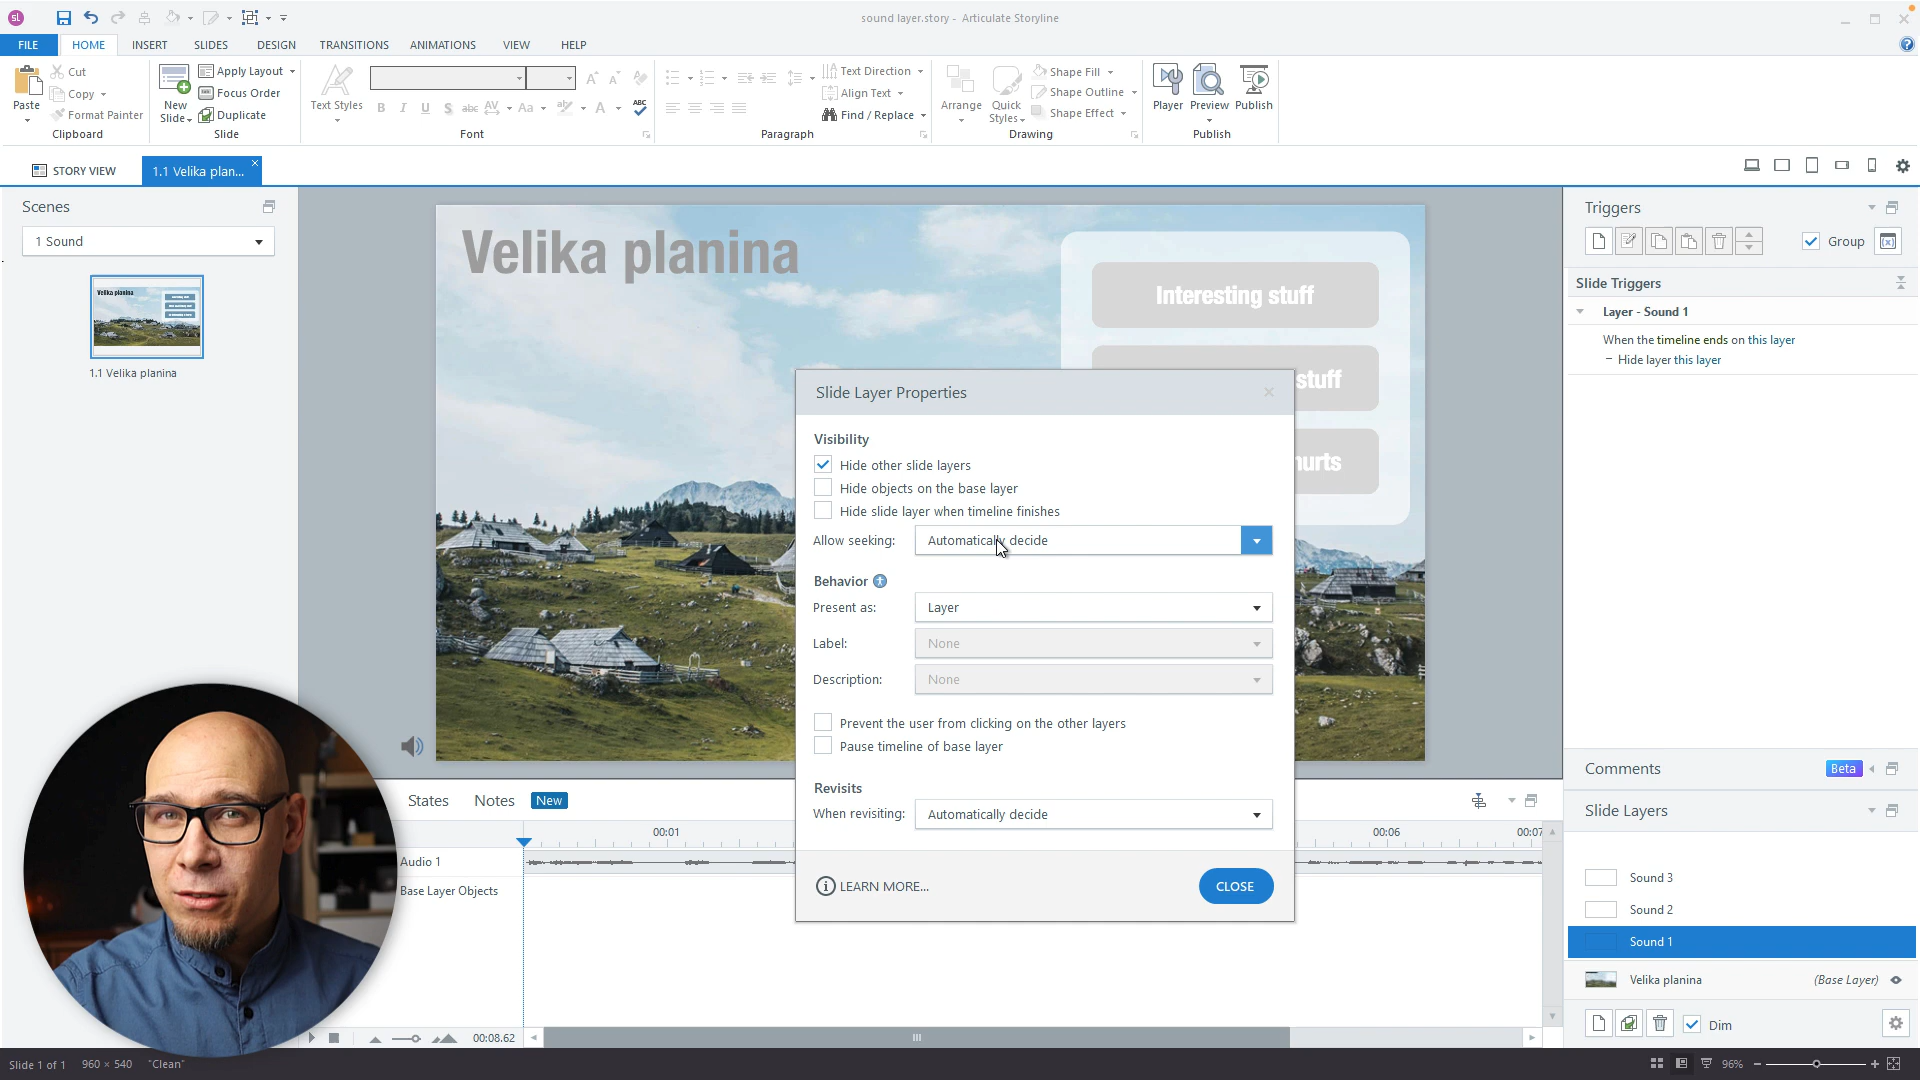 sl
sound layer.story - Articulate Storyline
FILE
HOME
INSERT
SLIDES
DESIGN
TRANSITIONS
ANIMATIONS
VIEW
HELP
Paste
Cut
Copy
Format Painter
Clipboard
New Slide
Apply Layout
Focus Order
Duplicate
Slide
Text Styles
B I U S abc AV Aa A ABC
Font
Text Direction
Align Text
Find / Replace
Paragraph
Arrange
Quick Styles
Shape Fill
Shape Outline
Shape Effect
Drawing
Player
Preview
Publish
Publish
STORY VIEW
1.1 Velika plan...
Scenes
1 Sound
Velika planina
1.1 Velika planina
Velika planina
Interesting stuff
stuff
hurts
Slide Layer Properties
Visibility
Hide other slide layers
Hide objects on the base layer
Hide slide layer when timeline finishes
Allow seeking: Automatically decide
Behavior
Present as: Layer
Label: None
Description: None
Prevent the user from clicking on the other layers
Pause timeline of base layer
Revisits
When revisiting: Automatically decide
LEARN MORE...
CLOSE
Triggers
Group
(x)
Slide Triggers
Layer - Sound 1
When the timeline ends on this layer
– Hide layer this layer
Comments
Beta
Slide Layers
Sound 3
Sound 2
Sound 1
Velika planina (Base Layer)
Dim
States
Notes
New
00:01
00:06
00:07
Audio 1
Base Layer Objects
00:08.62
Slide 1 of 1
960 × 540
"Clean"
96%